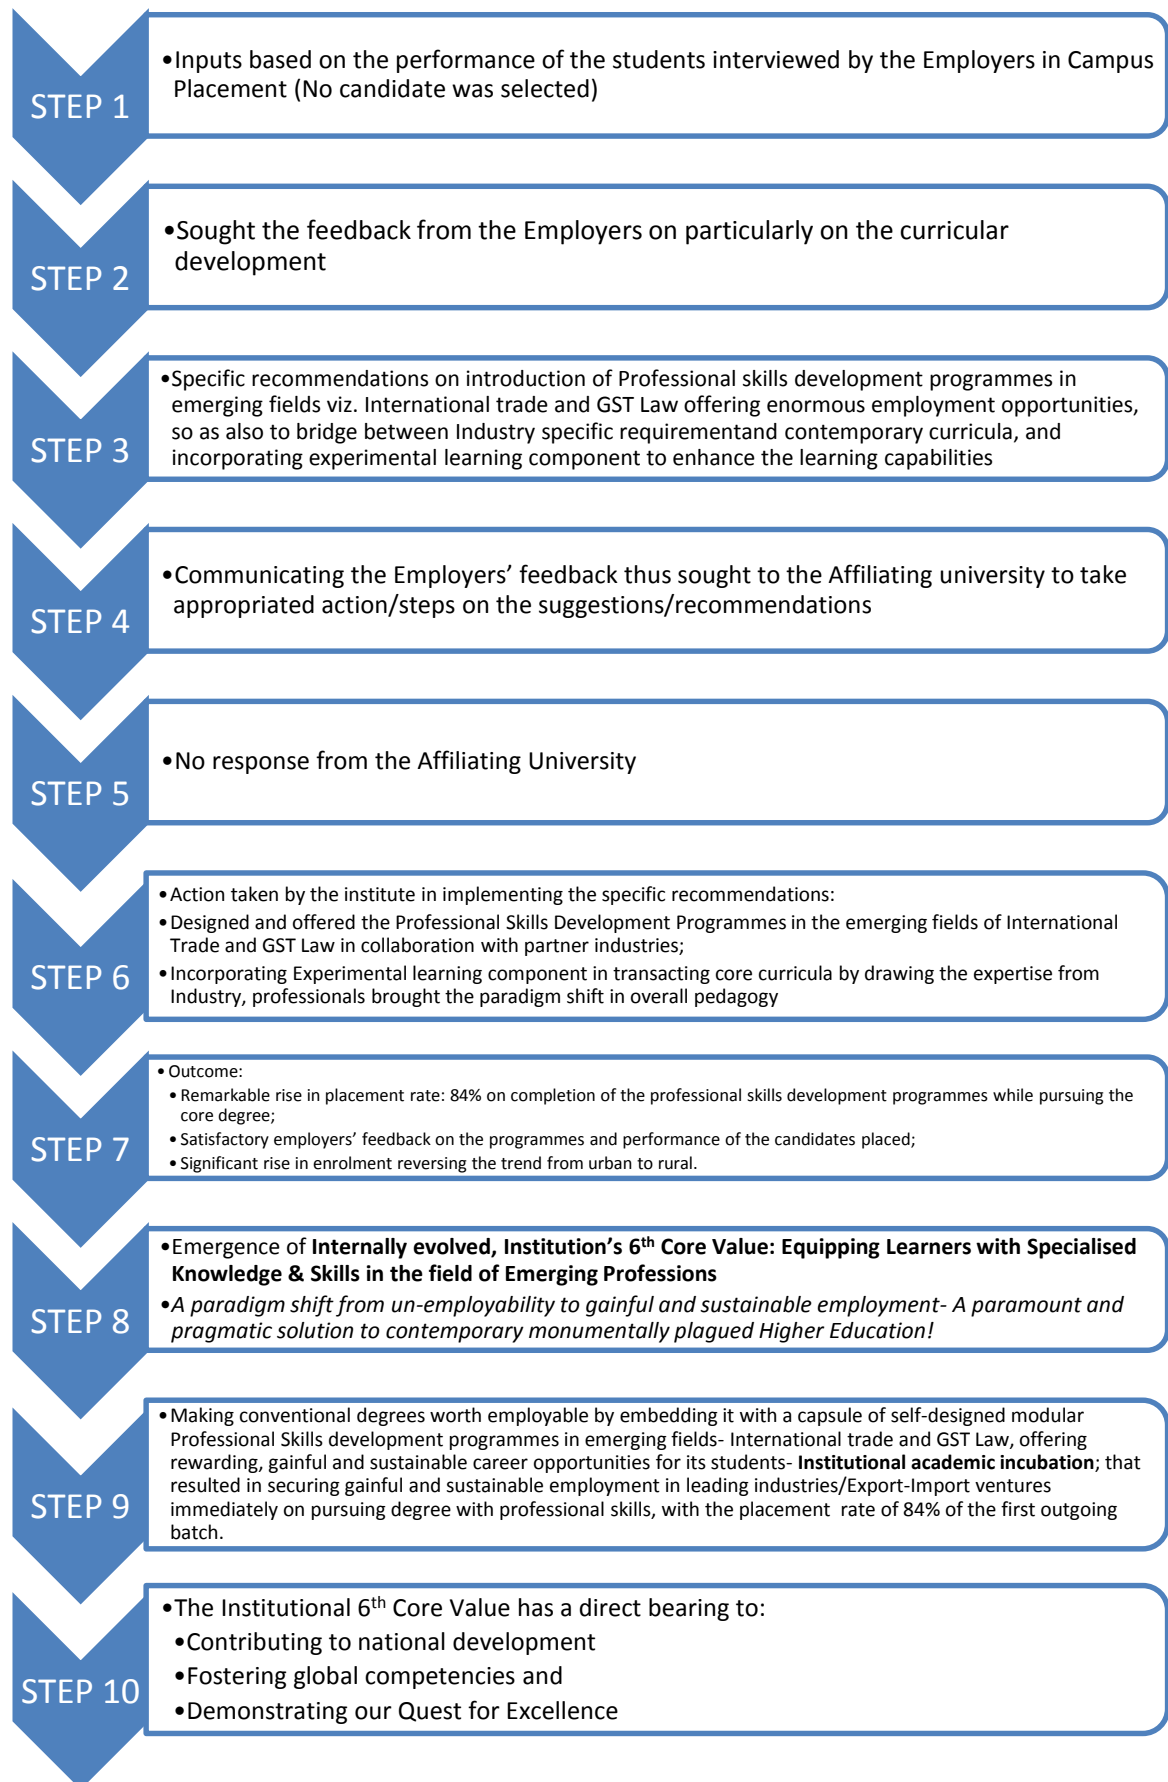 STEP 1
•Inputs based on the performance of the students interviewed by the Employers in Campus
Placement (No candidate was selected)
STEP 2
•Sought the feedback from the Employers on particularly on the curricular
development
STEP 3
•Specific recommendations on introduction of Professional skills development programmes in
emerging fields viz. International trade and GST Law offering enormous employment opportunities,
so as also to bridge between Industry specific requirementand contemporary curricula, and
incorporating experimental learning component to enhance the learning capabilities
STEP 4
•Communicating the Employers’ feedback thus sought to the Affiliating university to take
appropriated action/steps on the suggestions/recommendations
STEP 5
•No response from the Affiliating University
STEP 6
•Action taken by the institute in implementing the specific recommendations:
•Designed and offered the Professional Skills Development Programmes in the emerging fields of International
Trade and GST Law in collaboration with partner industries;
•Incorporating Experimental learning component in transacting core curricula by drawing the expertise from
Industry, professionals brought the paradigm shift in overall pedagogy
STEP 7
•Outcome:
•Remarkable rise in placement rate: 84% on completion of the professional skills development programmes while pursuing the
core degree;
•Satisfactory employers’ feedback on the programmes and performance of the candidates placed;
•Significant rise in enrolment reversing the trend from urban to rural.
STEP 8
•Emergence of Internally evolved, Institution’s 6th Core Value: Equipping Learners with Specialised
Knowledge & Skills in the field of Emerging Professions
•A paradigm shift from un-employability to gainful and sustainable employment- A paramount and
pragmatic solution to contemporary monumentally plagued Higher Education!
STEP 9
•Making conventional degrees worth employable by embedding it with a capsule of self-designed modular
Professional Skills development programmes in emerging fields- International trade and GST Law, offering
rewarding, gainful and sustainable career opportunities for its students- Institutional academic incubation; that
resulted in securing gainful and sustainable employment in leading industries/Export-Import ventures
immediately on pursuing degree with professional skills, with the placement rate of 84% of the first outgoing
batch.
STEP 10
•The Institutional 6th Core Value has a direct bearing to:
•Contributing to national development
•Fostering global competencies and
•Demonstrating our Quest for Excellence